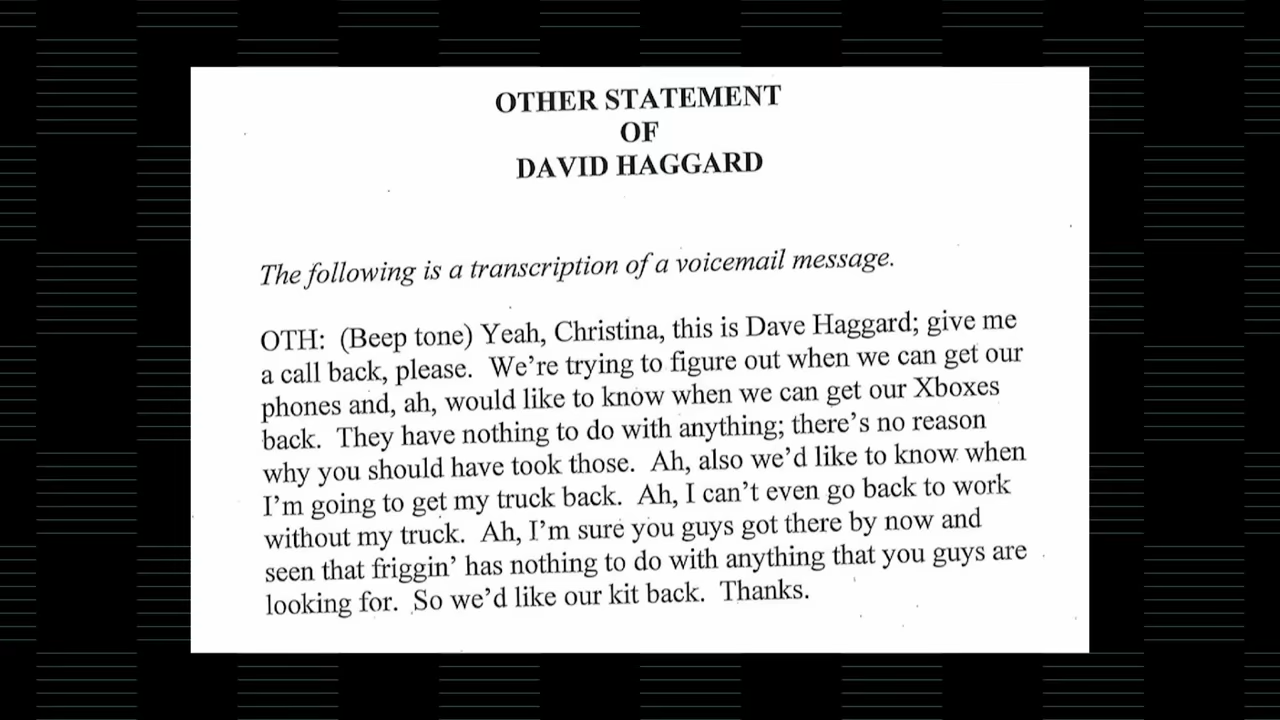 OTHER STATEMENT
OF
DAVID HAGGARD
The following is a transcription of a voicemail message.
OTH: (Beep tone) Yeah, Christina, this is Dave Haggard; give me
a call back, please. We're trying to figure out when we can get our
phones and, ah, would like to know when we can get our Xboxes
back. They have nothing to do with anything; there's no reason
why you should have took those. Ah, also we'd like to know when
I'm going to get my truck back. Ah, I can't even go back to work
without my truck. Ah, I'm sure you guys got there by now and
seen that friggin' has nothing to do with anything that you guys are
looking for. So we'd like our kit back. Thanks.